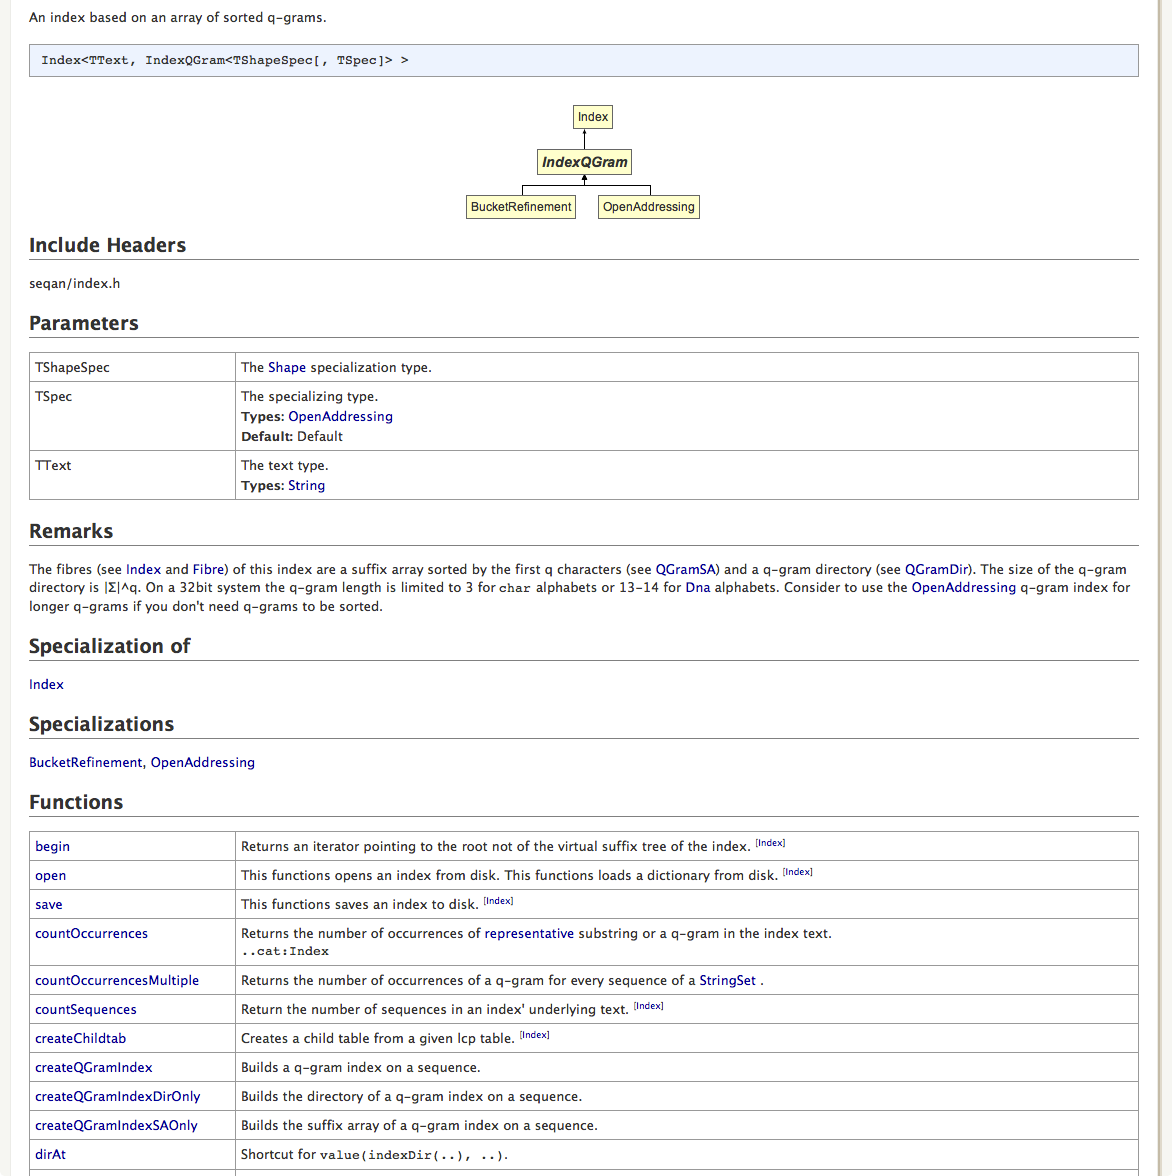 An index based on an array of sorted q-grams.
Index<TText, IndexQGram<TShapeSpec[, TSpec]> >
Index
IndexQGram
BucketRefinement OpenAddressing
Include Headers
seqan/index.h
Parameters
TShapeSpec The Shape specialization type.
TSpec The specializing type.
Types: OpenAddressing
Default: Default
TText The text type.
Types: String
Remarks
The fibres (see Index and Fibre) of this index are a suffix array sorted by the first q characters (see QGramSA) and a q-gram directory (see QGramDir). The size of the q-gram
directory is |Σ|^q. On a 32bit system the q-gram length is limited to 3 for char alphabets or 13-14 for Dna alphabets. Consider to use the OpenAddressing q-gram index for
longer q-grams if you don't need q-grams to be sorted.
Specialization of
Index
Specializations
BucketRefinement, OpenAddressing
Functions
begin Returns an iterator pointing to the root not of the virtual suffix tree of the index. [Index]
open This functions opens an index from disk. This functions loads a dictionary from disk. [Index]
save This functions saves an index to disk. [Index]
countOccurrences Returns the number of occurrences of representative substring or a q-gram in the index text.
..cat:Index
countOccurrencesMultiple Returns the number of occurrences of a q-gram for every sequence of a StringSet .
countSequences Return the number of sequences in an index' underlying text. [Index]
createChildtab Creates a child table from a given lcp table. [Index]
createQGramIndex Builds a q-gram index on a sequence.
createQGramIndexDirOnly Builds the directory of a q-gram index on a sequence.
createQGramIndexSAOnly Builds the suffix array of a q-gram index on a sequence.
dirAt Shortcut for value(indexDir(..), ..).